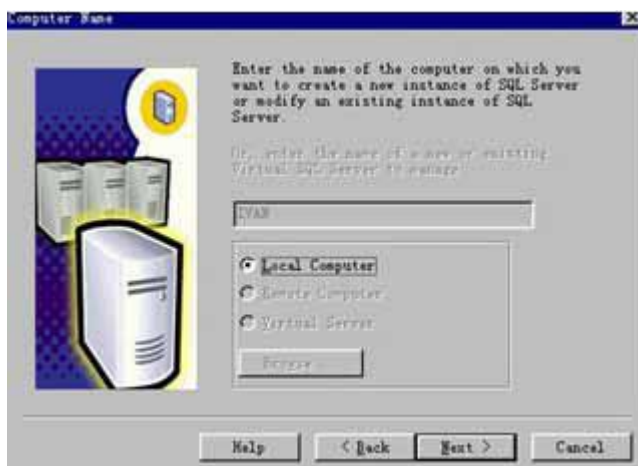 Computer Name
Enter the name of the computer on which you
want to create a new instance of SQL Server
or modify an existing instance of SQL
Server.
Or, enter the name of a new or existing
Virtual SQL Server to manage
IVAN
Local Computer
Remote Computer
Virtual Server
Browse...
Help
< Back
Next >
Cancel